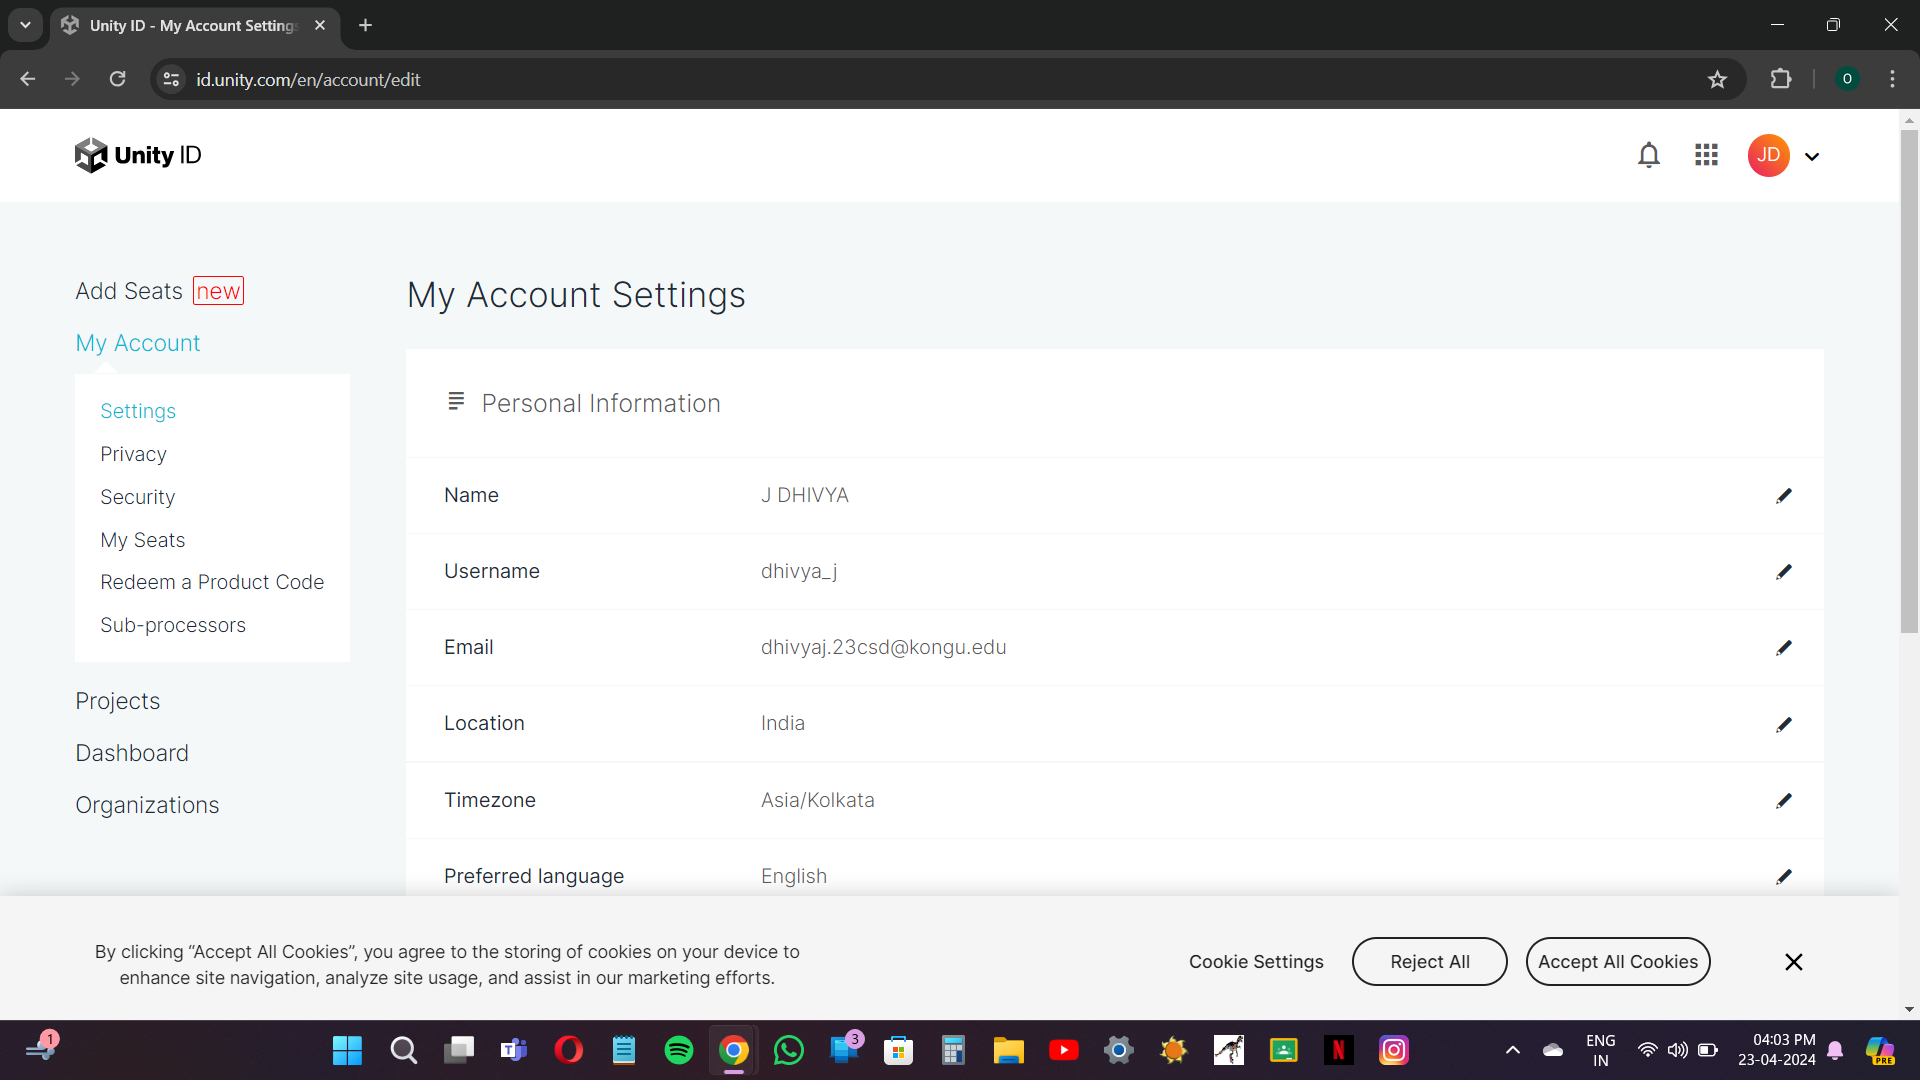 Unity ID - My Account Settings
id.unity.com/en/account/edit
O
Unity ID
JD
Add Seats new
My Account
Settings
Privacy
Security
My Seats
Redeem a Product Code
Sub-processors
Projects
Dashboard
Organizations
My Account Settings
Personal Information
Name J DHIVYA
Username dhivya_j
Email dhivyaj.23csd@kongu.edu
Location India
Timezone Asia/Kolkata
Preferred language English
By clicking “Accept All Cookies”, you agree to the storing of cookies on your device to
enhance site navigation, analyze site usage, and assist in our marketing efforts.
Cookie Settings
Reject All
Accept All Cookies
1
3
ENG
IN
04:03 PM
23-04-2024
PRE